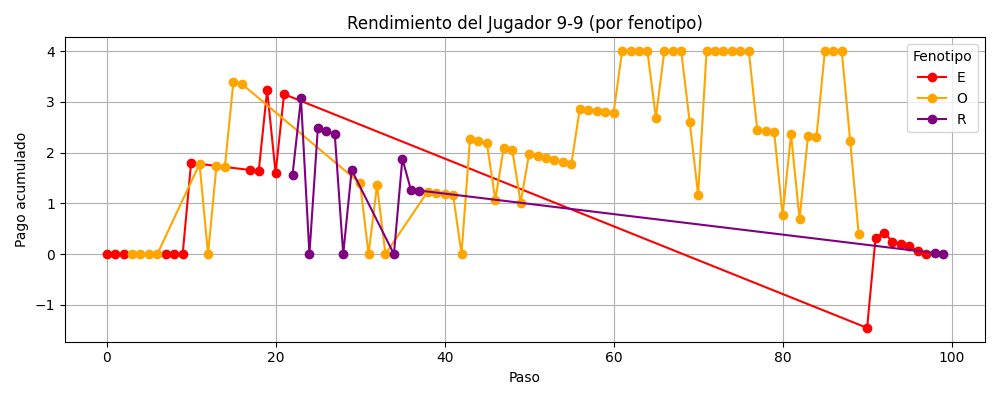 Rendimiento del Jugador 9-9 (por fenotipo)
Pago acumulado
4
3
2
1
0
−1
0
20
40
60
80
100
Paso
Fenotipo
E
O
R